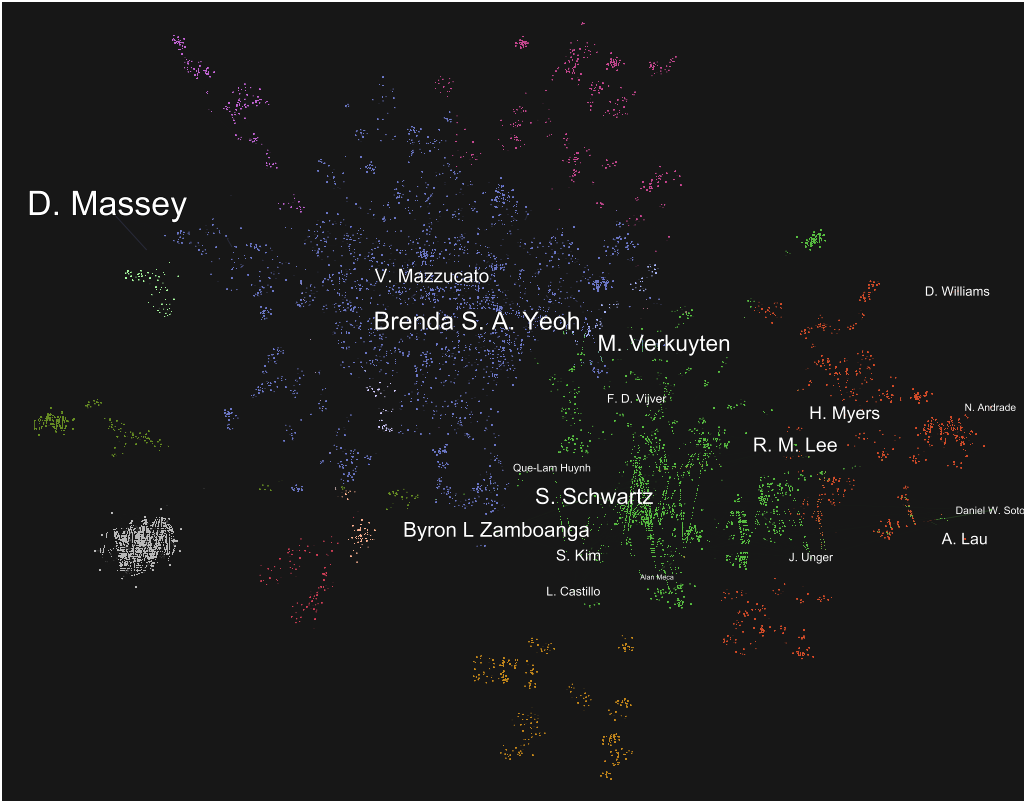 D. Massey
V. Mazzucato
D. Williams
Brenda S. A. Yeoh
M. Verkuyten
F. D. Vijver
N. Andrade
H. Myers
R. M. Lee
Que-Lam Huynh
S. Schwartz
Daniel W. Soto
Byron L Zamboanga
A. Lau
S. Kim
J. Unger
Alan Meca
L. Castillo